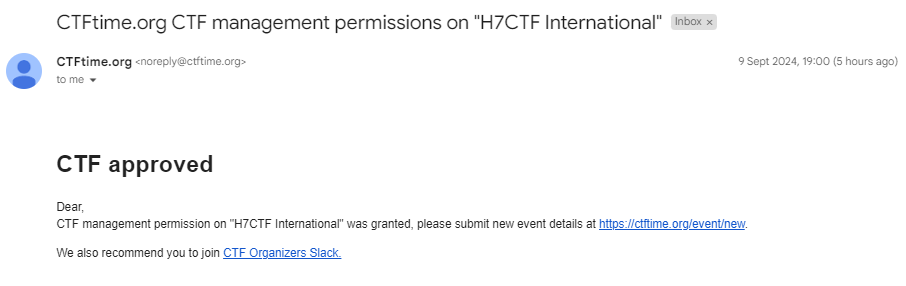 CTFtime.org CTF management permissions on "H7CTF International" Inbox ×
CTFtime.org <noreply@ctftime.org> 9 Sept 2024, 19:00 (5 hours ago)
to me
CTF approved
Dear,
CTF management permission on "H7CTF International" was granted, please submit new event details at https://ctftime.org/event/new.
We also recommend you to join CTF Organizers Slack.